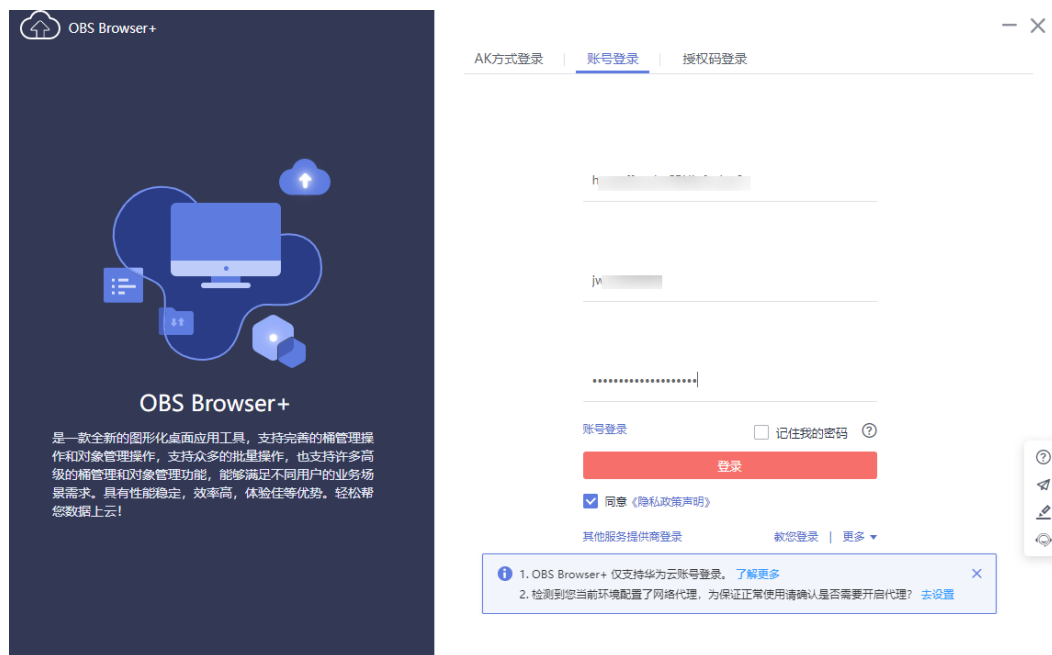 OBS Browser+
AK方式登录
账号登录
授权码登录
OBS Browser+
是一款全新的图形化桌面应用工具，支持完善的桶管理操
作和对象管理操作，支持众多的批量操作，也支持许多高
级的桶管理和对象管理功能，能够满足不同用户的业务场
景需求。具有性能稳定，效率高，体验佳等优势。轻松帮
您数据上云！
h
jw
账号登录 记住我的密码
登录
同意《隐私政策声明》
其他服务提供商登录 教您登录 | 更多
1. OBS Browser+ 仅支持华为云账号登录。 了解更多
2. 检测到您当前环境配置了网络代理，为保证正常使用请确认是否需要开启代理？ 去设置